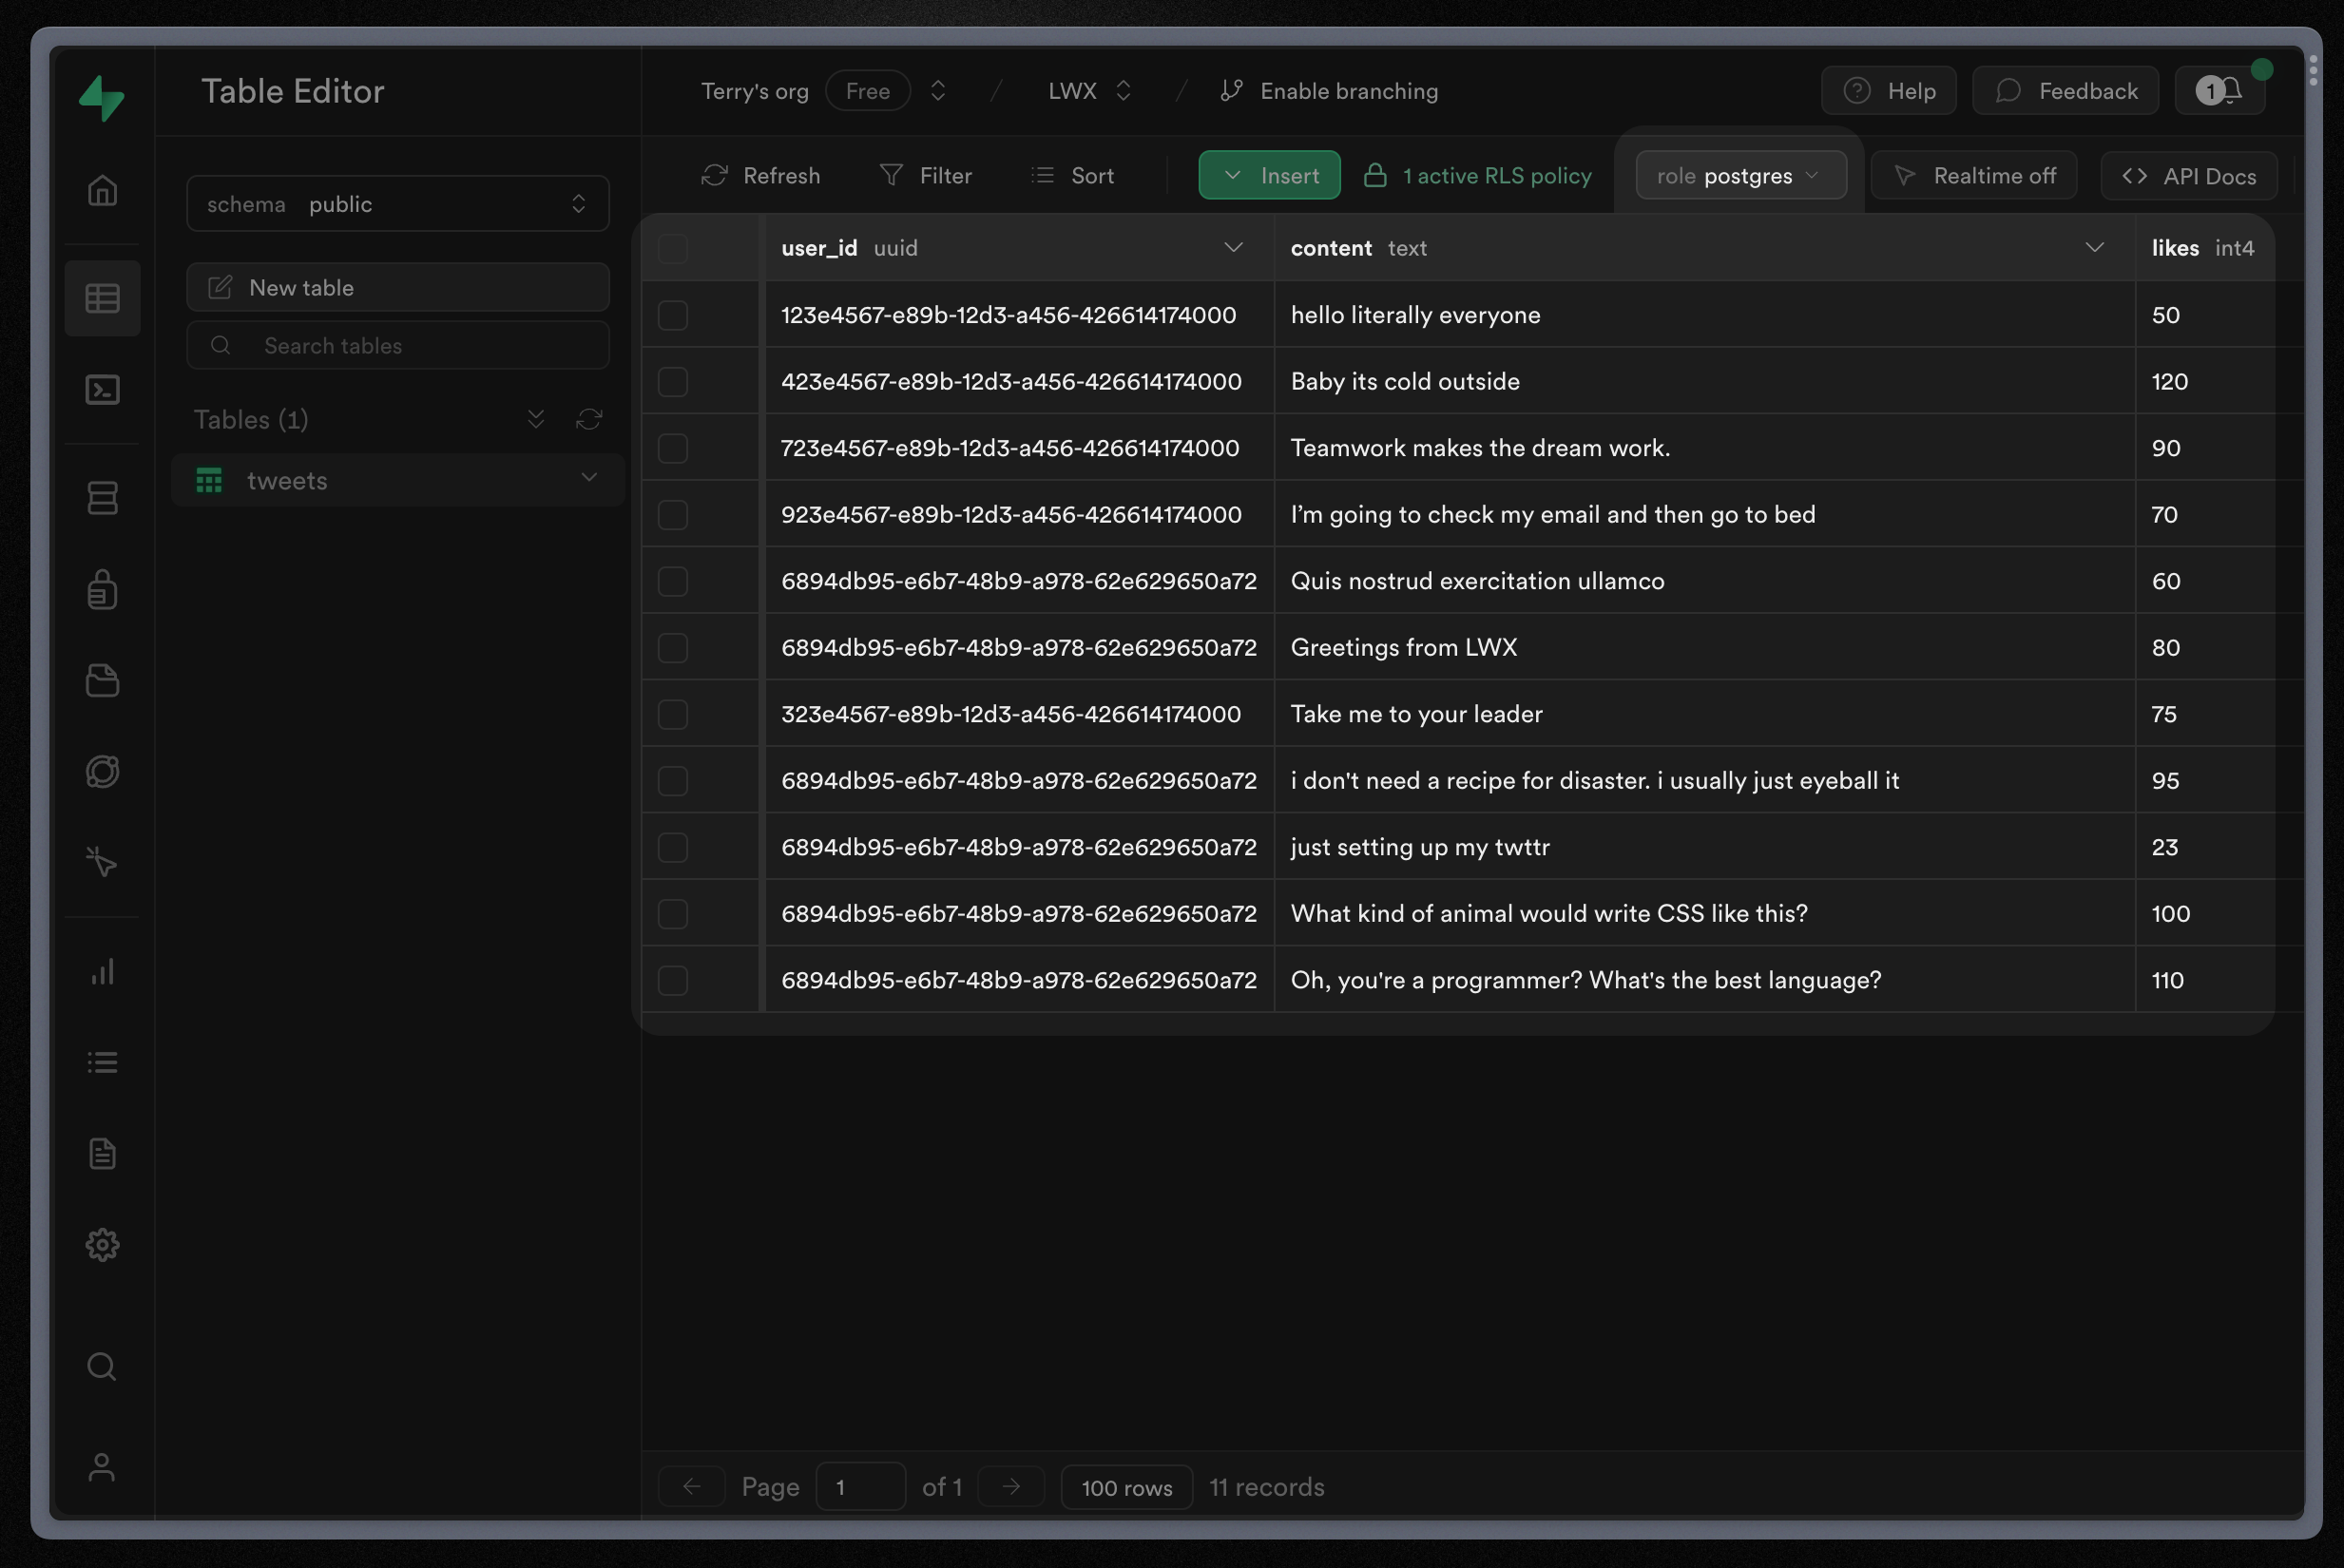 Table Editor
Terry's org Free / LWX / Enable branching Help Feedback 1
schema public
New table
Search tables
Tables (1)
tweets
Refresh Filter Sort Insert 1 active RLS policy role postgres Realtime off API Docs
user_id uuid content text likes int4
123e4567-e89b-12d3-a456-426614174000 hello literally everyone 50
423e4567-e89b-12d3-a456-426614174000 Baby its cold outside 120
723e4567-e89b-12d3-a456-426614174000 Teamwork makes the dream work. 90
923e4567-e89b-12d3-a456-426614174000 I’m going to check my email and then go to bed 70
6894db95-e6b7-48b9-a978-62e629650a72 Quis nostrud exercitation ullamco 60
6894db95-e6b7-48b9-a978-62e629650a72 Greetings from LWX 80
323e4567-e89b-12d3-a456-426614174000 Take me to your leader 75
6894db95-e6b7-48b9-a978-62e629650a72 i don't need a recipe for disaster. i usually just eyeball it 95
6894db95-e6b7-48b9-a978-62e629650a72 just setting up my twttr 23
6894db95-e6b7-48b9-a978-62e629650a72 What kind of animal would write CSS like this? 100
6894db95-e6b7-48b9-a978-62e629650a72 Oh, you're a programmer? What's the best language? 110
Page 1 of 1 100 rows 11 records